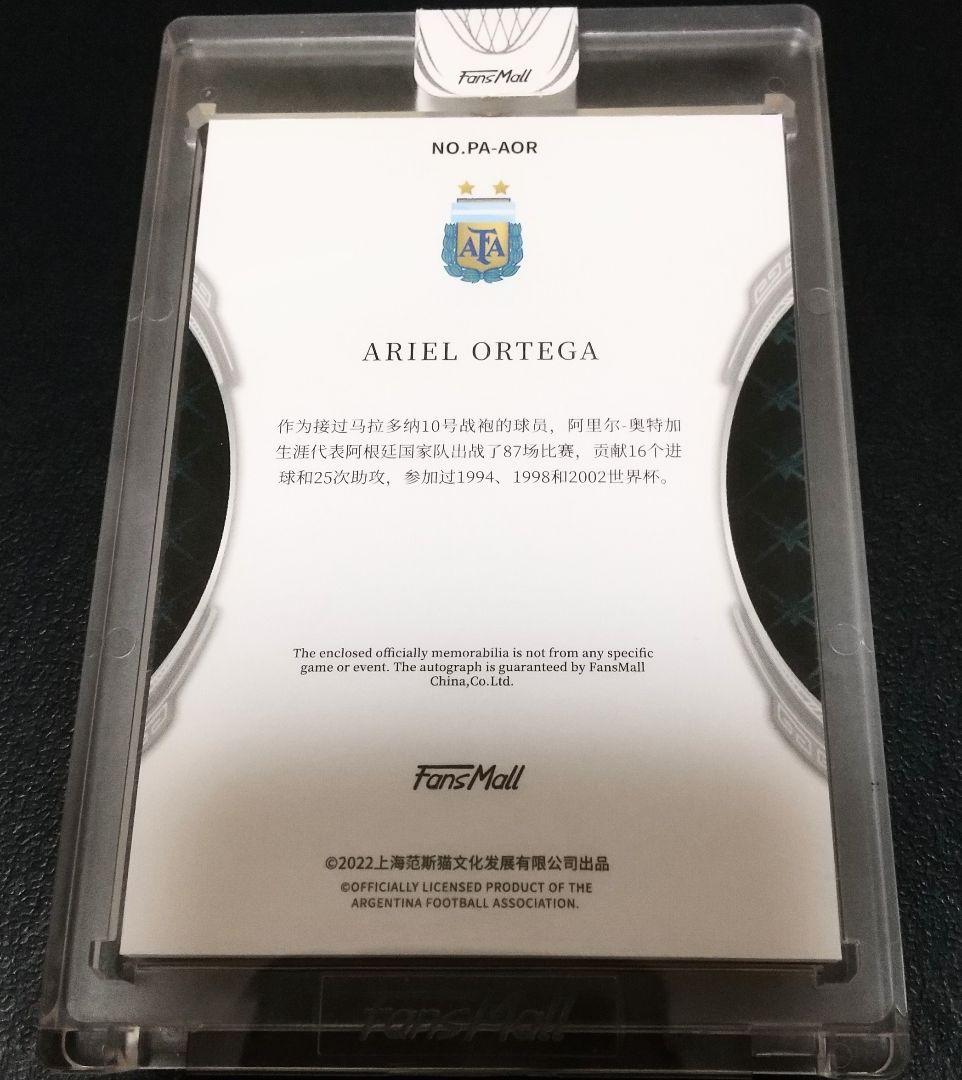 FansMall
NO.PA-AOR
AFA
ARIEL ORTEGA
作为接过马拉多纳10号战袍的球员，阿里尔-奥特加
生涯代表阿根廷国家队出战了87场比赛，贡献16个进
球和25次助攻，参加过1994、1998和2002世界杯。
The enclosed officially memorabilia is not from any specific
game or event. The autograph is guaranteed by FansMall
China,Co.Ltd.
FansMall
©2022上海范斯猫文化发展有限公司出品
©OFFICIALLY LICENSED PRODUCT OF THE
ARGENTINA FOOTBALL ASSOCIATION.
FansMall